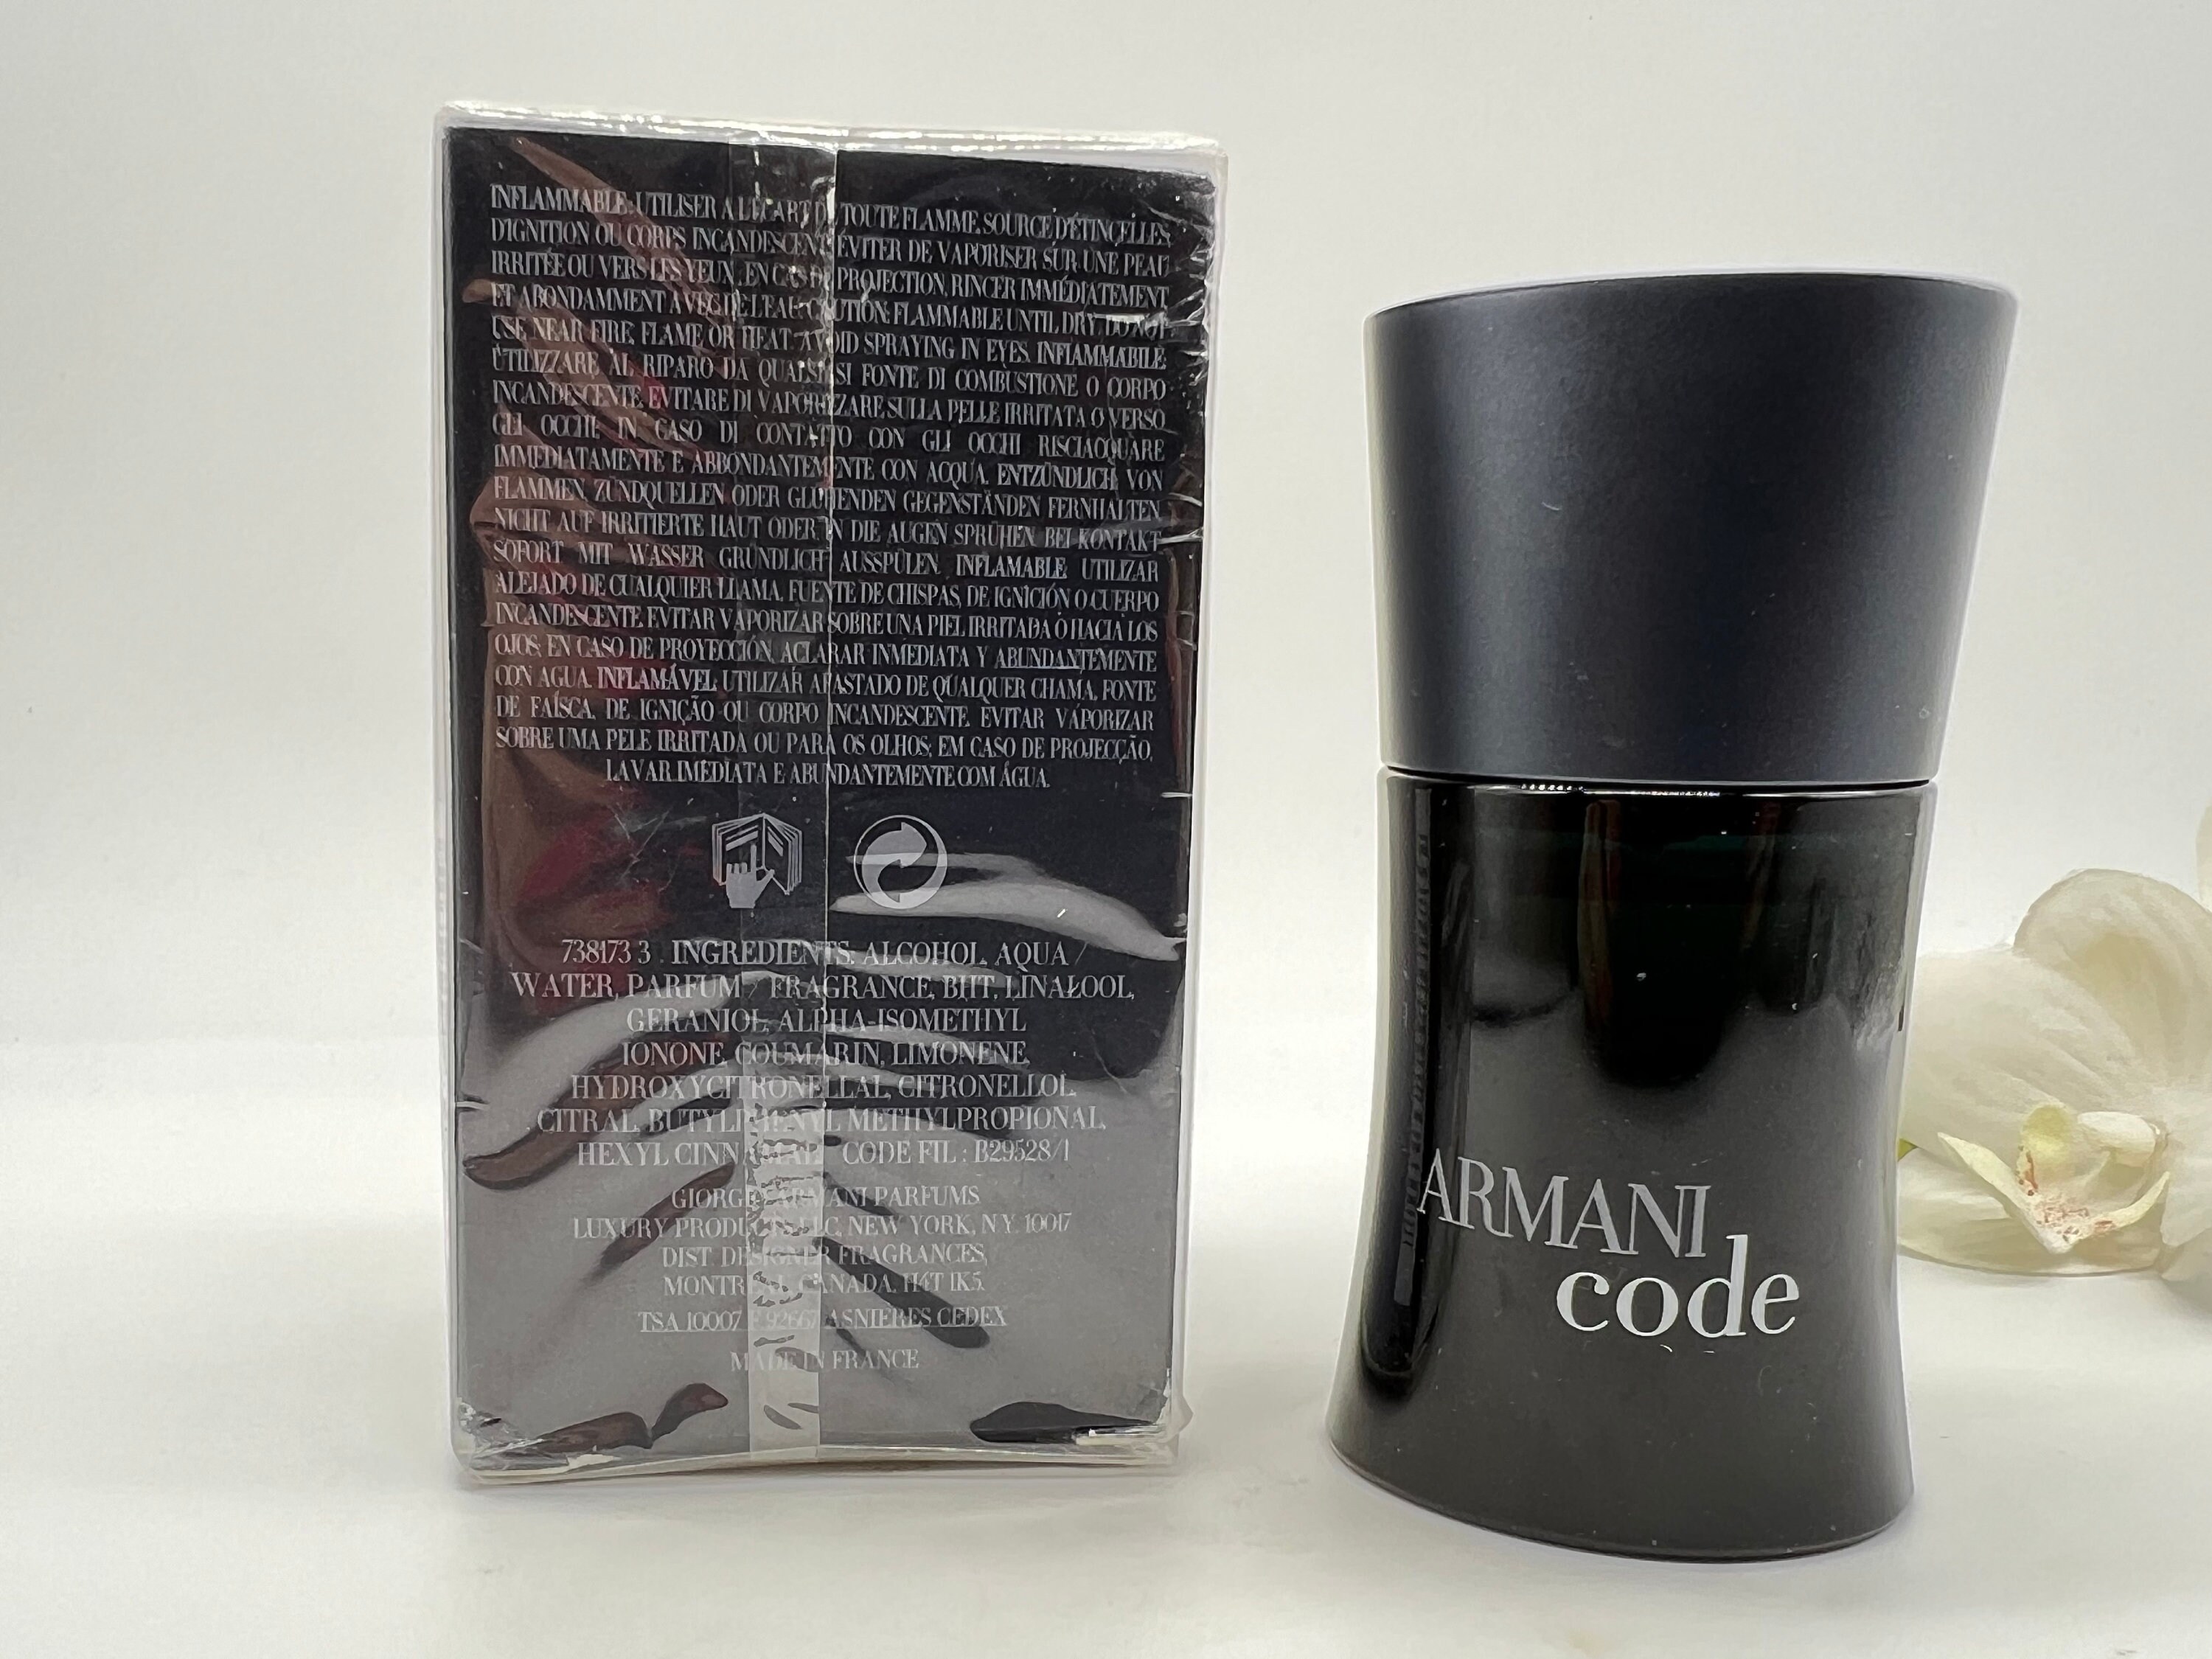 INFLAMMABLE: UTILISER A L'ÉCART DE TOUTE FLAMME, SOURCE D'ÉTINCELLES,
D'IGNITION OU CORPS INCANDESCENT. EVITER DE VAPORISER SUR UNE PEAU
IRRITÉE OU VERS LES YEUX. EN CAS DE PROJECTION, RINCER IMMÉDIATEMENT
ET ABONDAMMENT AVEC DE L'EAU. CAUTION: FLAMMABLE UNTIL DRY. DO NOT
USE NEAR FIRE, FLAME OR HEAT. AVOID SPRAYING IN EYES. INFIAMMABILE:
UTILIZZARE AL RIPARO DA QUALSIASI FONTE DI COMBUSTIONE O CORPO
INCANDESCENTE. EVITARE DI VAPORIZZARE SULLA PELLE IRRITATA O VERSO
GLI OCCHI; IN CASO DI CONTATTO CON GLI OCCHI RISCIACQUARE
IMMEDIATAMENTE E ABBONDANTEMENTE CON ACQUA. ENTZÜNDLICH: VON
FLAMMEN, ZÜNDQUELLEN ODER GLÜHENDEN GEGENSTÄNDEN FERNHALTEN.
NICHT AUF IRRITIERTE HAUT ODER IN DIE AUGEN SPRÜHEN. BEI KONTAKT
SOFORT MIT WASSER GRÜNDLICH AUSSPÜLEN. INFLAMABLE: UTILIZAR
ALEJADO DE CUALQUIER LLAMA, FUENTE DE CHISPAS, DE IGNICIÓN O CUERPO
INCANDESCENTE. EVITAR VAPORIZAR SOBRE UNA PIEL IRRITADA O HACIA LOS
OJOS; EN CASO DE PROYECCIÓN, ACLARAR INMEDIATA Y ABUNDANTEMENTE
CON AGUA. INFLAMÁVEL: UTILIZAR AFASTADO DE QUALQUER CHAMA, FONTE
DE FAÍSCA, DE IGNIÇÃO OU CORPO INCANDESCENTE. EVITAR VAPORIZAR
SOBRE UMA PELE IRRITADA OU PARA OS OLHOS; EM CASO DE PROJECÇÃO,
LAVAR IMEDIATA E ABUNDANTEMENTE COM ÁGUA.
738173 3 . INGREDIENTS: ALCOHOL, AQUA /
WATER, PARFUM / FRAGRANCE, BHT, LINALOOL,
GERANIOL, ALPHA-ISOMETHYL
IONONE, COUMARIN, LIMONENE,
HYDROXYCITRONELLAL, CITRONELLOL,
CITRAL, BUTYLPHENYL METHYLPROPIONAL,
HEXYL CINNAMAL CODE FIL : B29528/1
GIORGIO ARMANI PARFUMS
LUXURY PRODUCTS, LLC, NEW YORK, N.Y. 10017
DIST. DESIGNER FRAGRANCES,
MONTREAL, CANADA, H4T 1K5.
TSA 10007 F 92667 ASNIERES CEDEX
MADE IN FRANCE
ARMANI
code